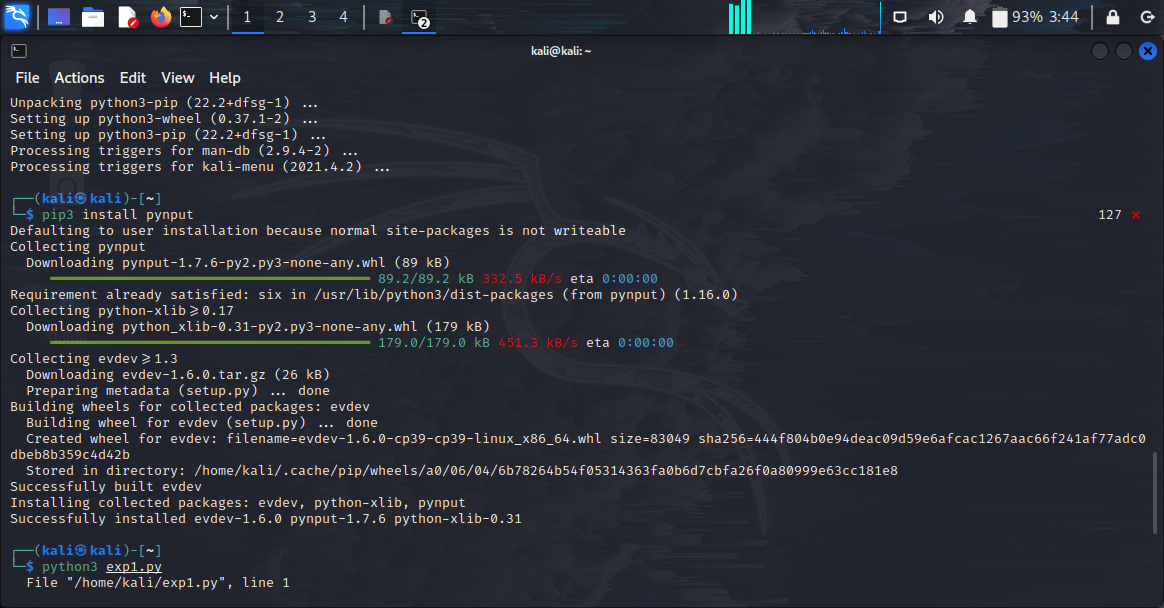 1 2 3 4 2 93% 3:44
kali@kali: ~
File Actions Edit View Help
Unpacking python3-pip (22.2+dfsg-1) ...
Setting up python3-wheel (0.37.1-2) ...
Setting up python3-pip (22.2+dfsg-1) ...
Processing triggers for man-db (2.9.4-2) ...
Processing triggers for kali-menu (2021.4.2) ...
┌──(kali㉿kali)-[~]
└─$ pip3 install pynput 127 ×
Defaulting to user installation because normal site-packages is not writeable
Collecting pynput
Downloading pynput-1.7.6-py2.py3-none-any.whl (89 kB)
89.2/89.2 kB 332.5 kB/s eta 0:00:00
Requirement already satisfied: six in /usr/lib/python3/dist-packages (from pynput) (1.16.0)
Collecting python-xlib≥0.17
Downloading python_xlib-0.31-py2.py3-none-any.whl (179 kB)
179.0/179.0 kB 451.3 kB/s eta 0:00:00
Collecting evdev≥1.3
Downloading evdev-1.6.0.tar.gz (26 kB)
Preparing metadata (setup.py) ... done
Building wheels for collected packages: evdev
Building wheel for evdev (setup.py) ... done
Created wheel for evdev: filename=evdev-1.6.0-cp39-cp39-linux_x86_64.whl size=83049 sha256=444f804b0e94deac09d59e6afcac1267aac66f241af77adc0
dbeb8b359c4d42b
Stored in directory: /home/kali/.cache/pip/wheels/a0/06/04/6b78264b54f05314363fa0b6d7cbfa26f0a80999e63cc181e8
Successfully built evdev
Installing collected packages: evdev, python-xlib, pynput
Successfully installed evdev-1.6.0 pynput-1.7.6 python-xlib-0.31
┌──(kali㉿kali)-[~]
└─$ python3 exp1.py
File "/home/kali/exp1.py", line 1